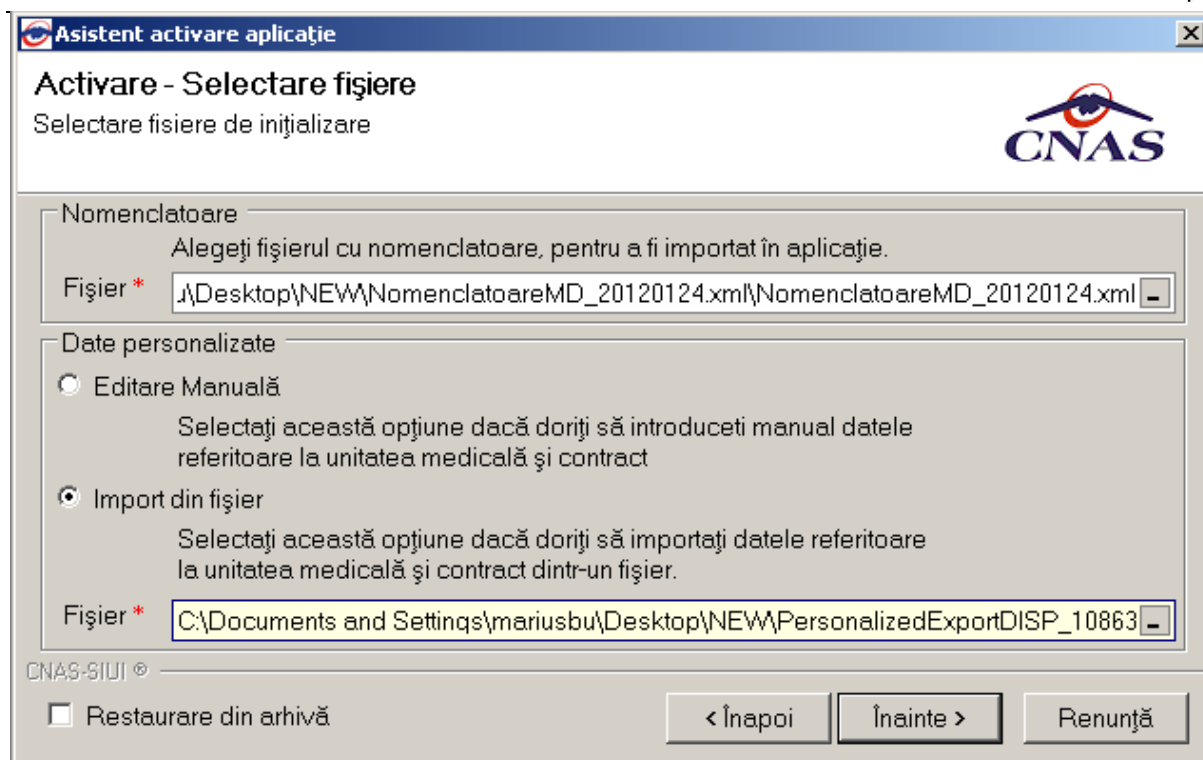 Asistent activare aplicaţie
Activare - Selectare fişiere
Selectare fisiere de iniţializare
CNAS
Nomenclatoare
Alegeţi fişierul cu nomenclatoare, pentru a fi importat în aplicaţie.
Fişier * \Desktop\NEW\NomenclatoareMD_20120124.xml\NomenclatoareMD_20120124.xml
Date personalizate
Editare Manuală
Selectaţi această opţiune dacă doriţi să introduceti manual datele
referitoare la unitatea medicală şi contract
Import din fişier
Selectaţi această opţiune dacă doriţi să importaţi datele referitoare
la unitatea medicală şi contract dintr-un fişier.
Fişier * C:\Documents and Settings\mariusbu\Desktop\NEW\PersonalizedExportDISP_10863
CNAS-SIUI ®
Restaurare din arhivă
< Înapoi
Înainte >
Renunţă